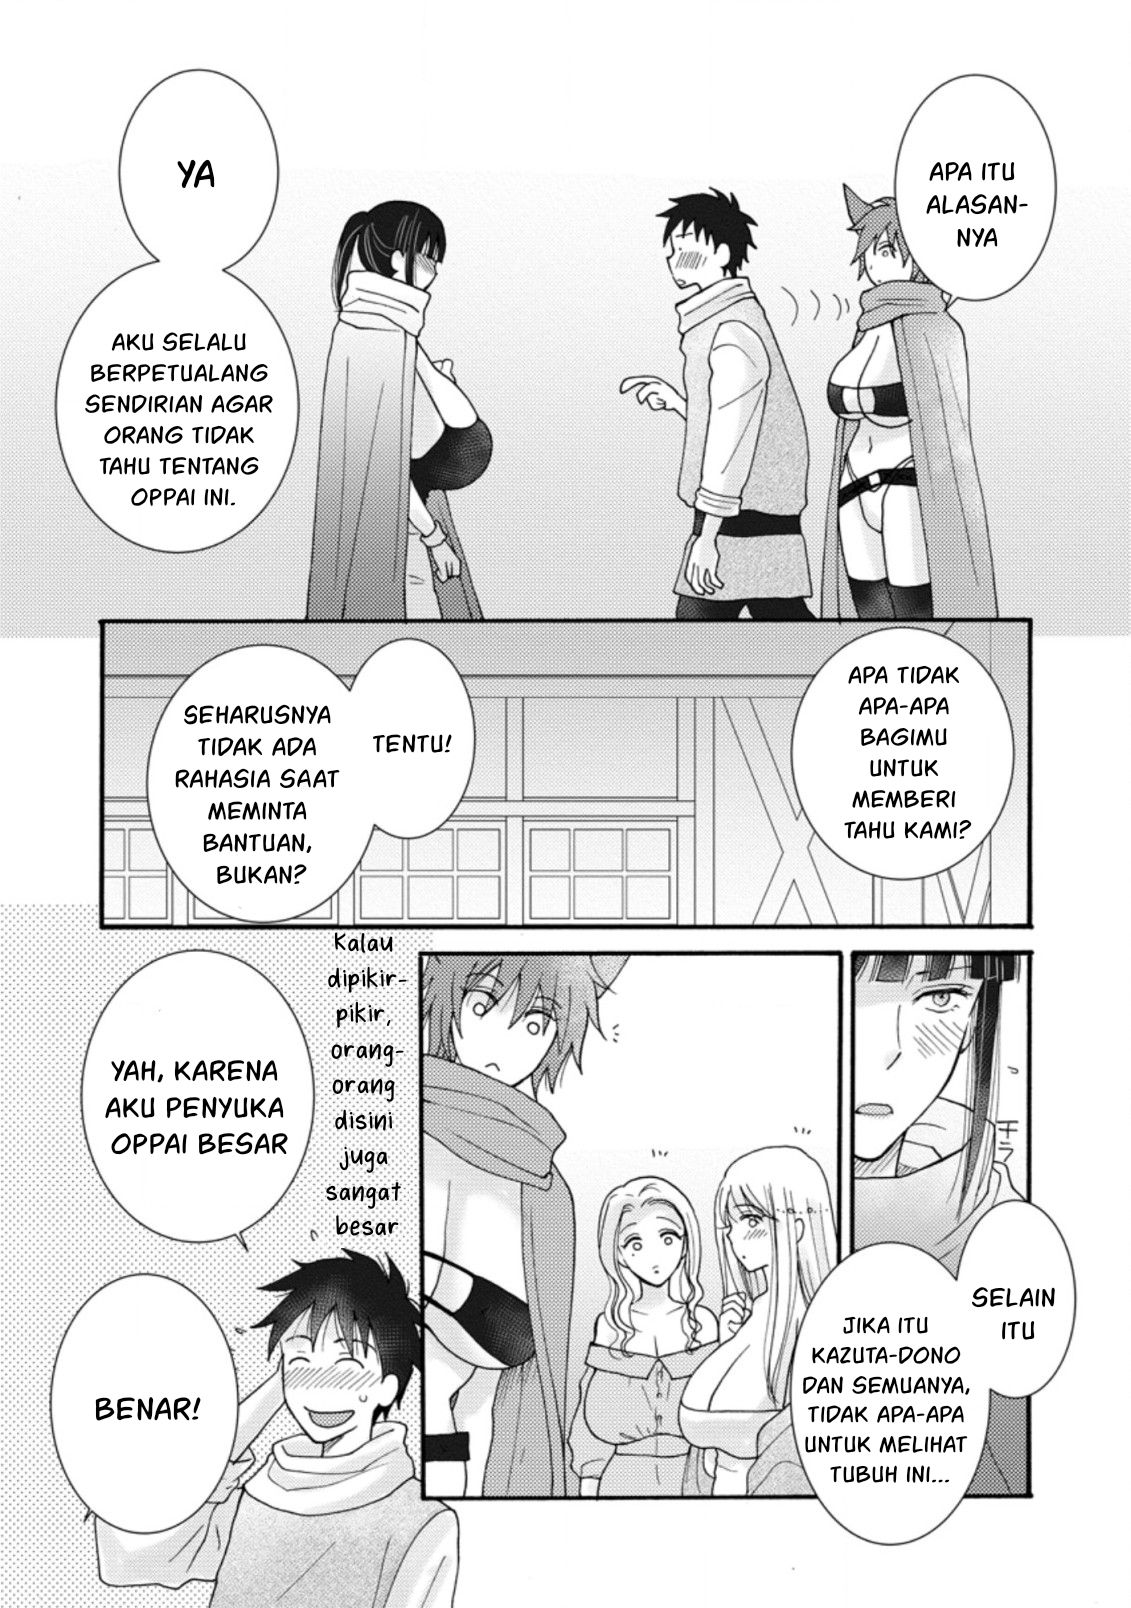 APA ITU
ALASAN-
NYA
YA
AKU SELALU
BERPETUALANG
SENDIRIAN AGAR
ORANG TIDAK
TAHU TENTANG
OPPAI INI.
APA TIDAK
APA-APA
BAGIMU
UNTUK
MEMBERI
TAHU KAMI?
TENTU!
SEHARUSNYA
TIDAK ADA
RAHASIA SAAT
MEMINTA
BANTUAN,
BUKAN?
SELAIN
ITU
JIKA ITU
KAZUTA-DONO
DAN SEMUANYA,
TIDAK APA-APA
UNTUK MELIHAT
TUBUH INI...
Kalau
dipikir-
pikir,
orang-
orang
disini
juga
sangat
besar
YAH, KARENA
AKU PENYUKA
OPPAI BESAR
BENAR!